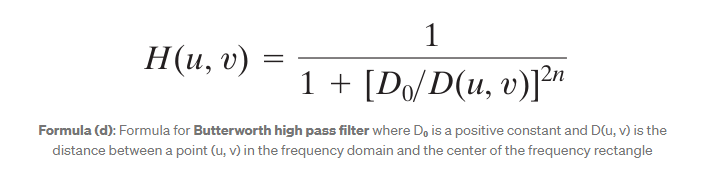 H(u, v) = 1 / 1 + [D₀/D(u, v)]²ⁿ
Formula (d): Formula for Butterworth high pass filter where D₀ is a positive constant and D(u, v) is the
distance between a point (u, v) in the frequency domain and the center of the frequency rectangle